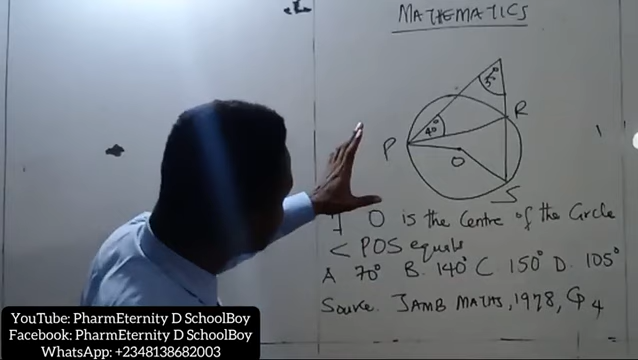 MATHEMATICS
35°
40°
R
P
O
S
If O is the Centre of the Circle
< POS equals
A 70° B. 140° C 150° D. 105°
Source. JAMB MATHS, 1978, Q 4
YouTube: PharmEternity D SchoolBoy
Facebook: PharmEternity D SchoolBoy
WhatsApp: +2348138682003